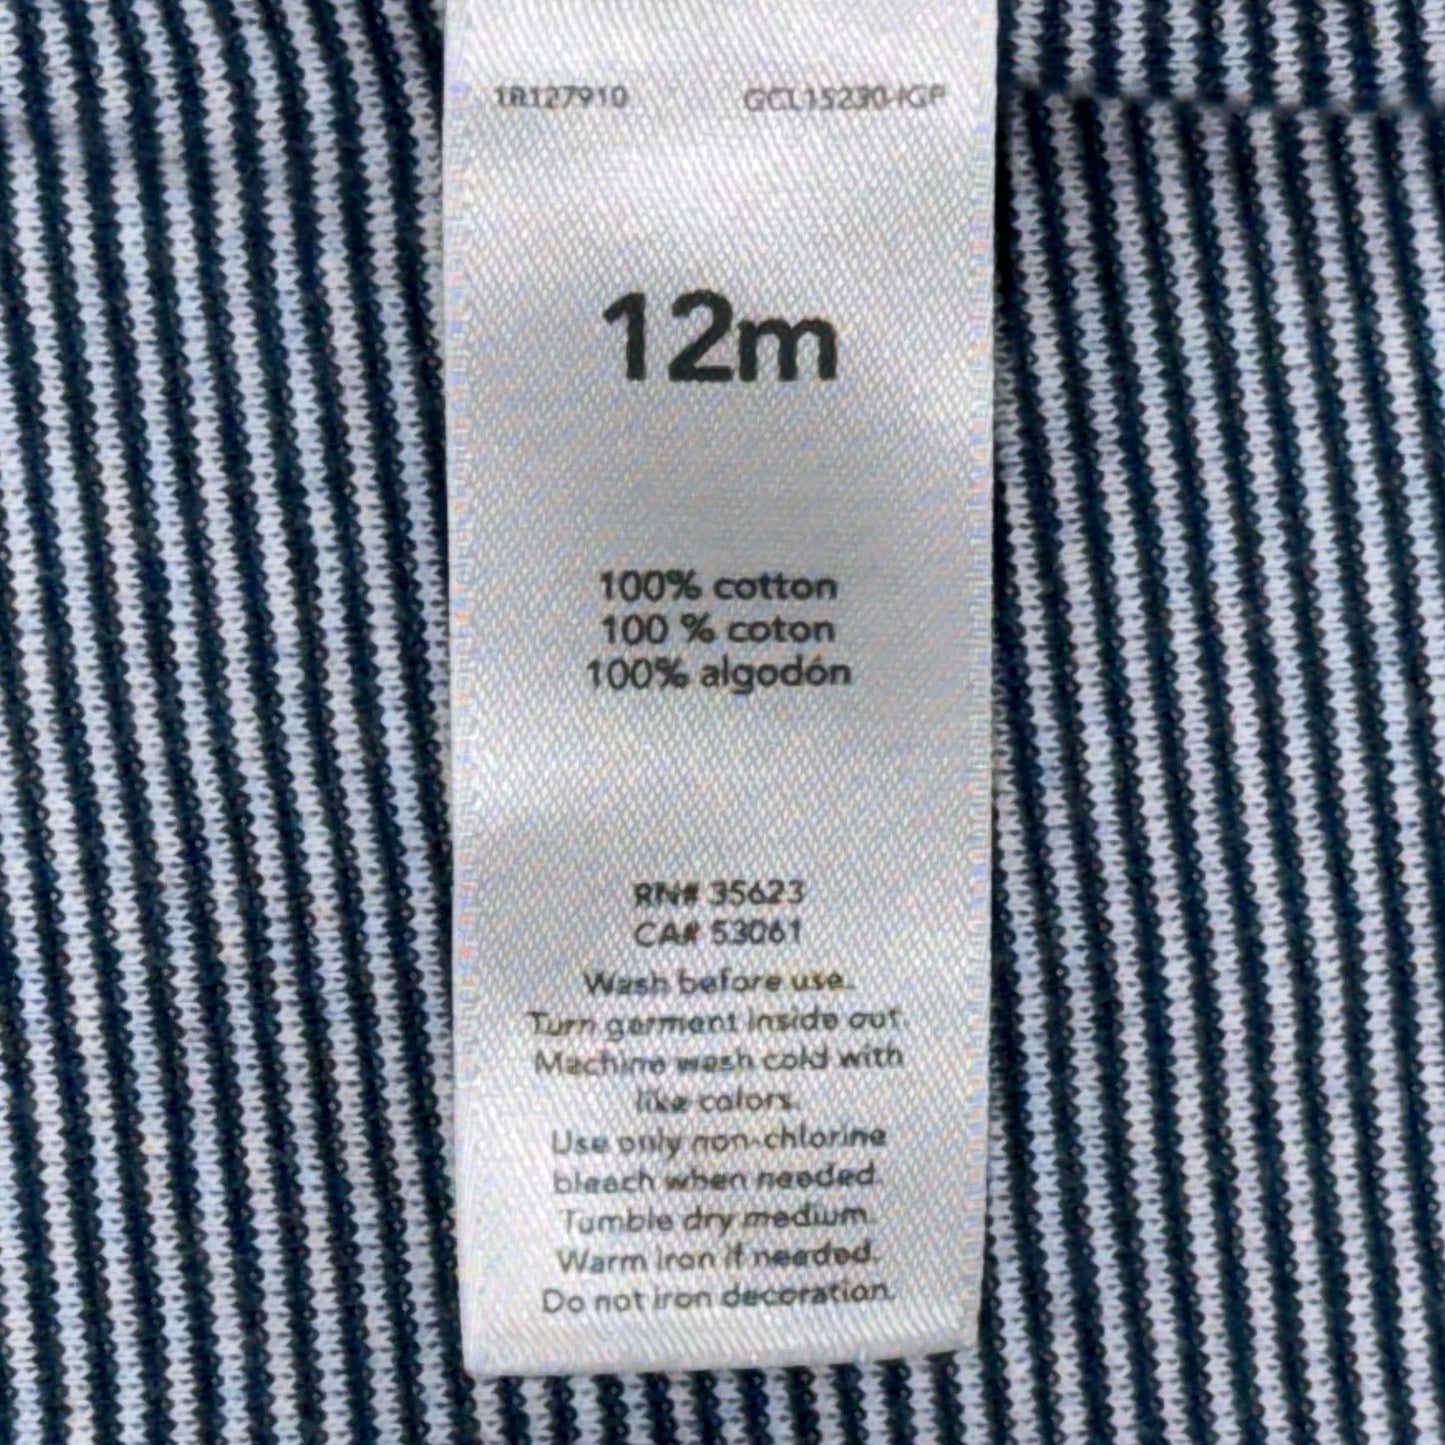 18127910 GCL15230-IGP
12m
100% cotton
100 % coton
100% algodón
RN# 35623
CA# 53061
Wash before use.
Turn garment inside out.
Machine wash cold with
like colors.
Use only non-chlorine
bleach when needed.
Tumble dry medium.
Warm iron if needed.
Do not iron decoration.